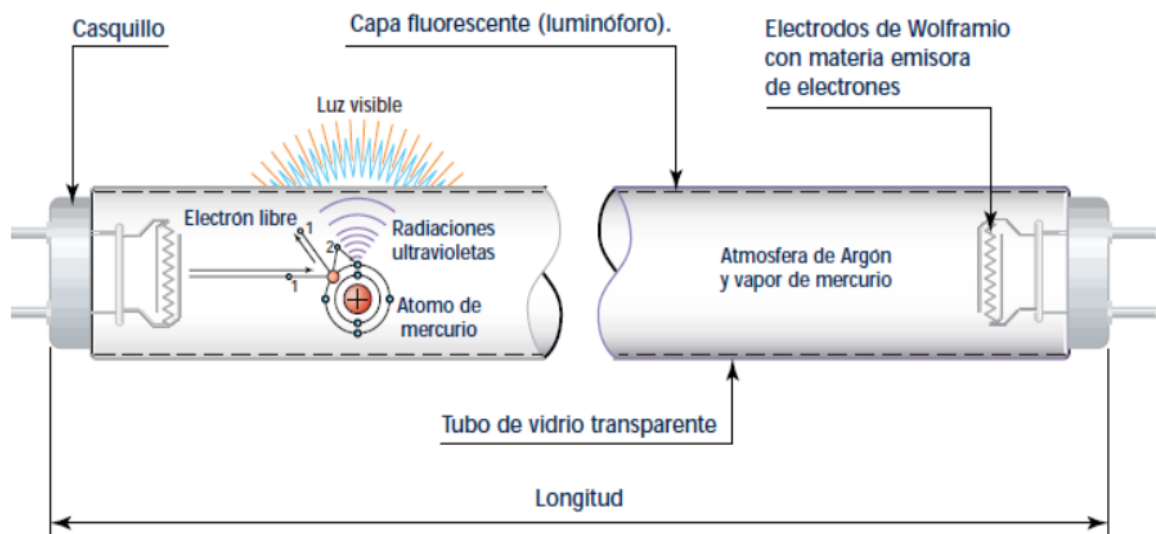 Casquillo
Capa fluorescente (luminóforo).
Electrodos de Wolframio
con materia emisora
de electrones
Luz visible
Electrón libre
1
2
1
Radiaciones
ultravioletas
Atomo de
mercurio
+
Atmosfera de Argón
y vapor de mercurio
Tubo de vidrio transparente
Longitud